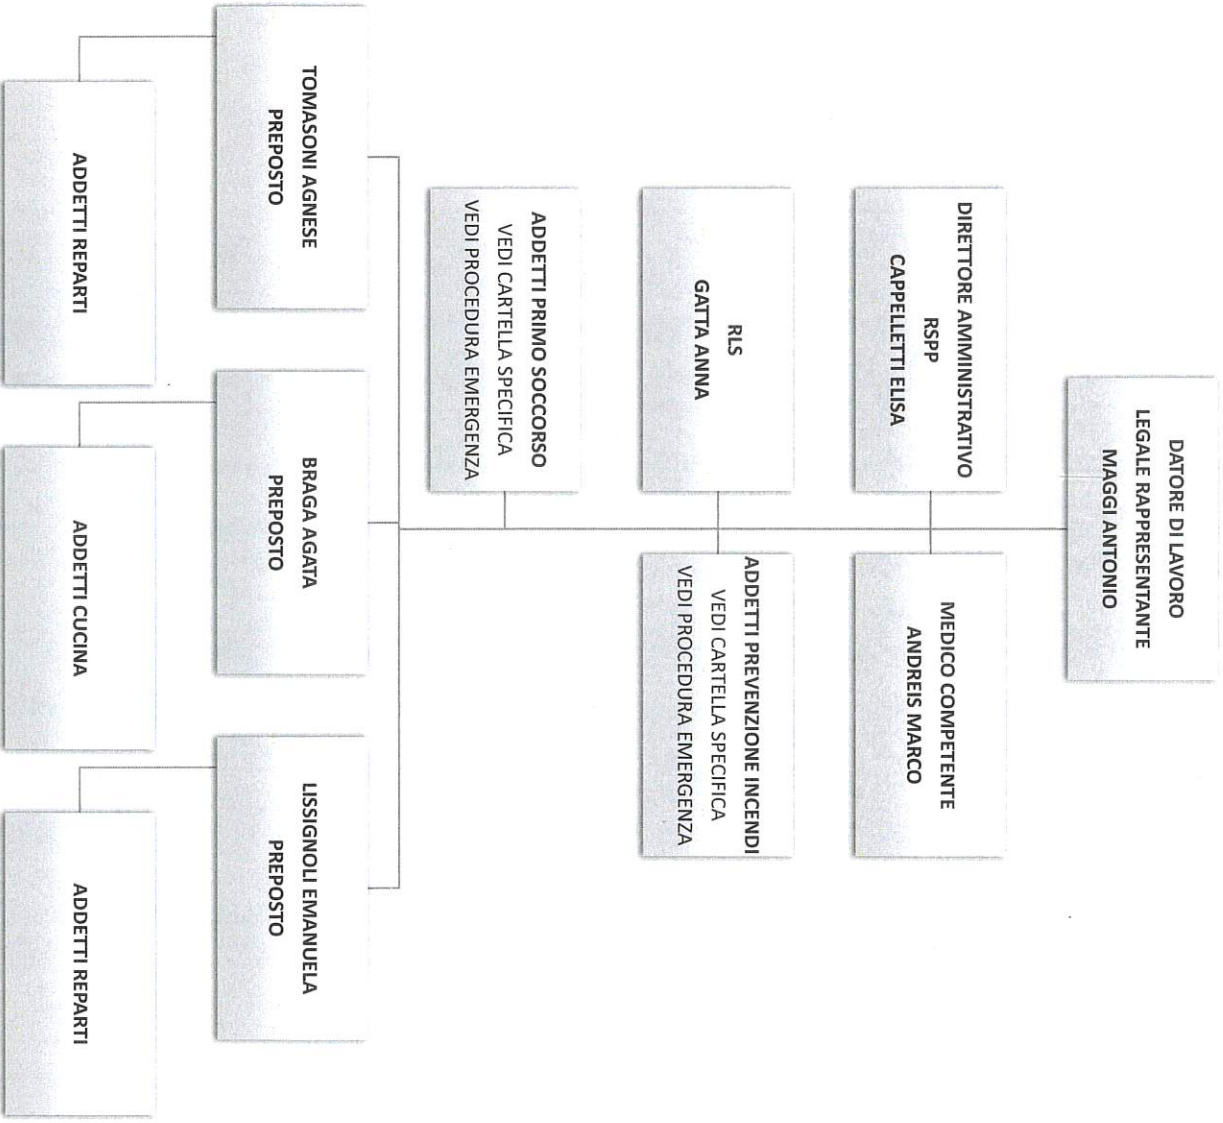 DATORE DI LAVORO
LEGALE RAPPRESENTANTE
MAGGI ANTONIO
DIRETTORE AMMINISTRATIVO
RSPP
CAPPELLETTI ELISA
MEDICO COMPETENTE
ANDREIS MARCO
RLS
GATTA ANNA
ADDETTI PREVENZIONE INCENDI
VEDI CARTELLA SPECIFICA
VEDI PROCEDURA EMERGENZA
ADDETTI PRIMO SOCCORSO
VEDI CARTELLA SPECIFICA
VEDI PROCEDURA EMERGENZA
TOMASONI AGNESE
PREPOSTO
BRAGA AGATA
PREPOSTO
LISSIGNOLI EMANUELA
PREPOSTO
ADDETTI REPARTI
ADDETTI CUCINA
ADDETTI REPARTI